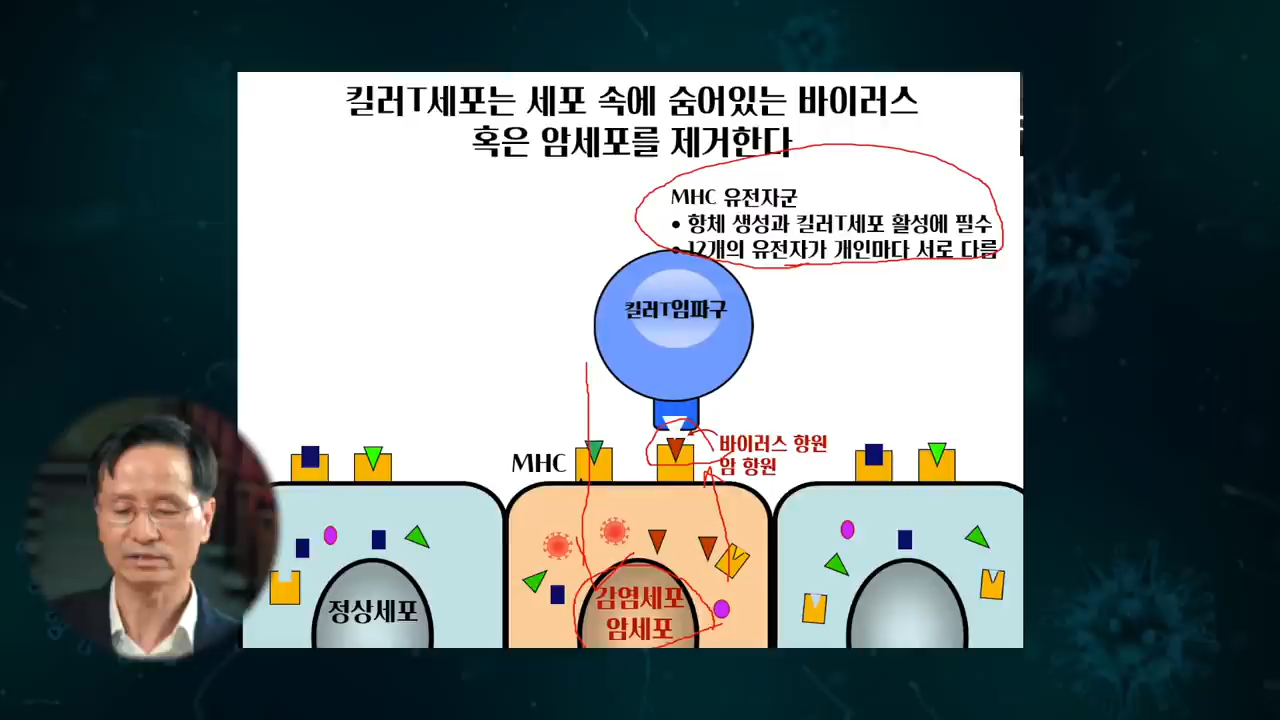 킬러T세포는 세포 속에 숨어있는 바이러스
혹은 암세포를 제거한다
MHC 유전자군
• 항체 생성과 킬러T세포 활성에 필수
• 12개의 유전자가 개인마다 서로 다름
킬러T임파구
MHC
바이러스 항원
암 항원
정상세포
감염세포
암세포